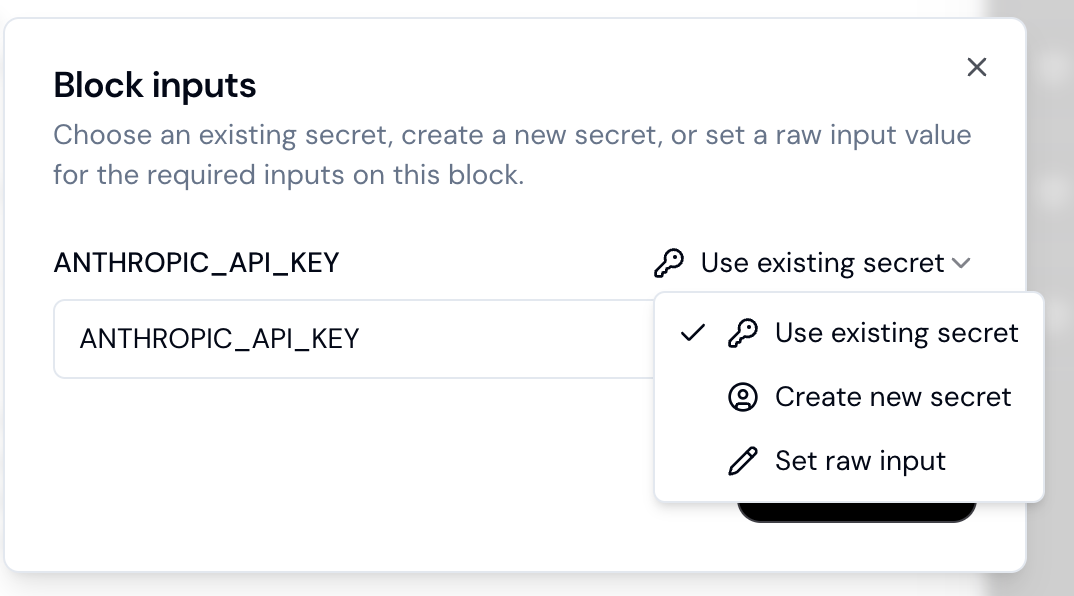 Block inputs
Choose an existing secret, create a new secret, or set a raw input value
for the required inputs on this block.
ANTHROPIC_API_KEY
Use existing secret
ANTHROPIC_API_KEY
Use existing secret
Create new secret
Set raw input